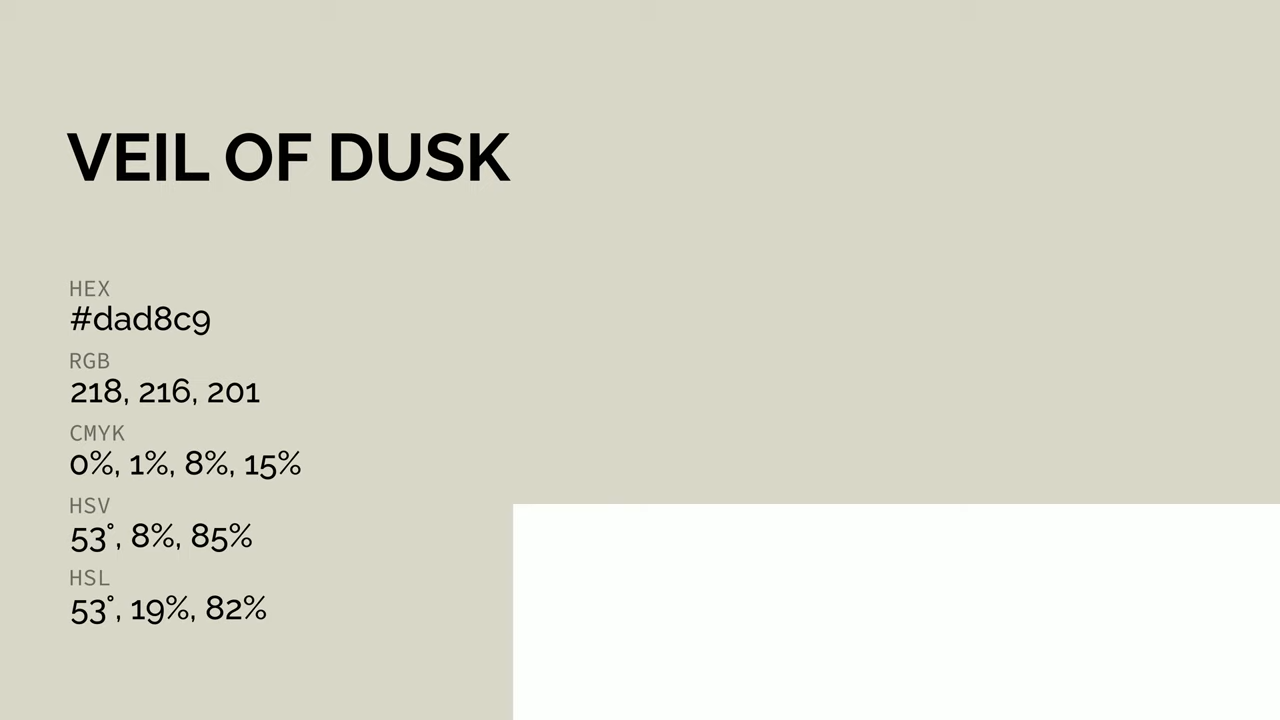 VEIL OF DUSK
HEX
#dad8c9
RGB
218, 216, 201
CMYK
0%, 1%, 8%, 15%
HSV
53°, 8%, 85%
HSL
53°, 19%, 82%